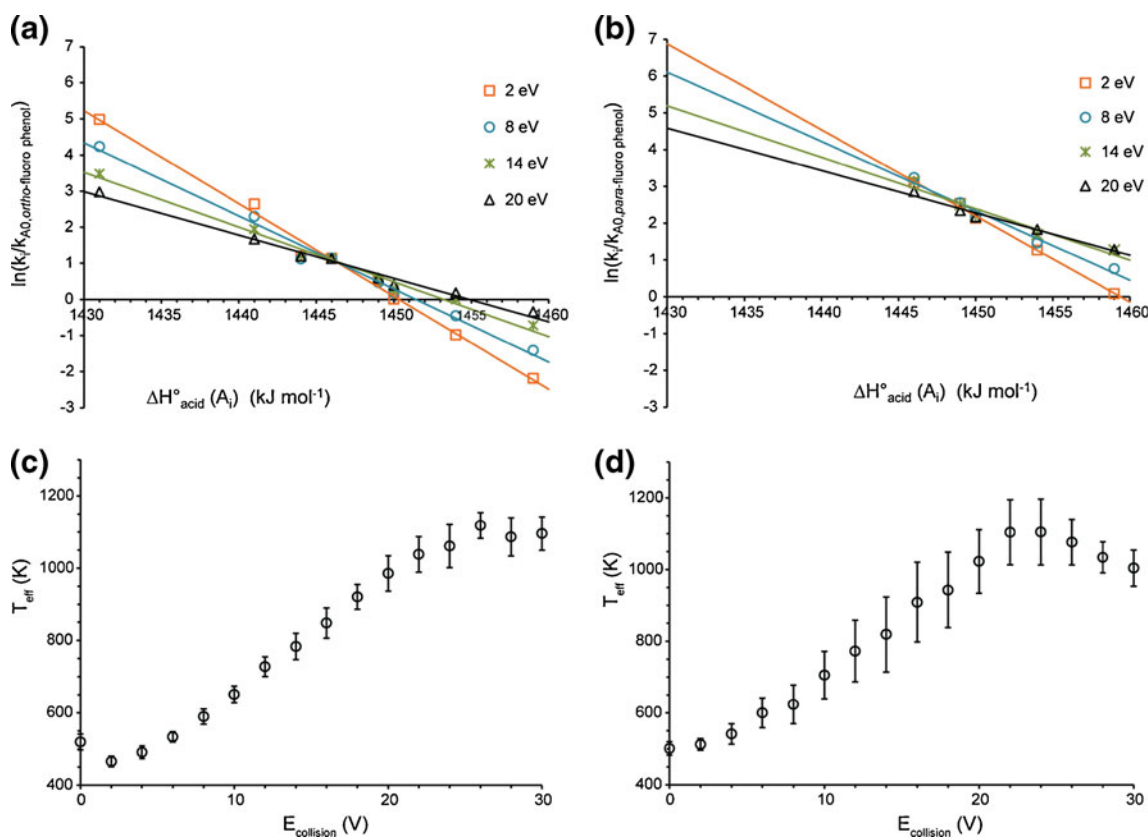 (a)
7
6
5
4
3
2
1
0
-1
-2
-3
1430 1435 1440 1445 1450 1455 1460
ln(kᵢ/k_A0,ortho-fluoro phenol)
2 eV
8 eV
14 eV
20 eV
ΔH°acid (Aᵢ) (kJ mol⁻¹)
(b)
7
6
5
4
3
2
1
0
-1
-2
-3
1430 1435 1440 1445 1450 1455 1460
ln(kᵢ/k_A0,para-fluoro phenol)
2 eV
8 eV
14 eV
20 eV
ΔH°acid (Aᵢ) (kJ mol⁻¹)
(c)
1200
1000
800
600
400
0 10 20 30
Teff (K)
Ecollision (V)
(d)
1200
1000
800
600
400
0 10 20 30
Teff (K)
Ecollision (V)